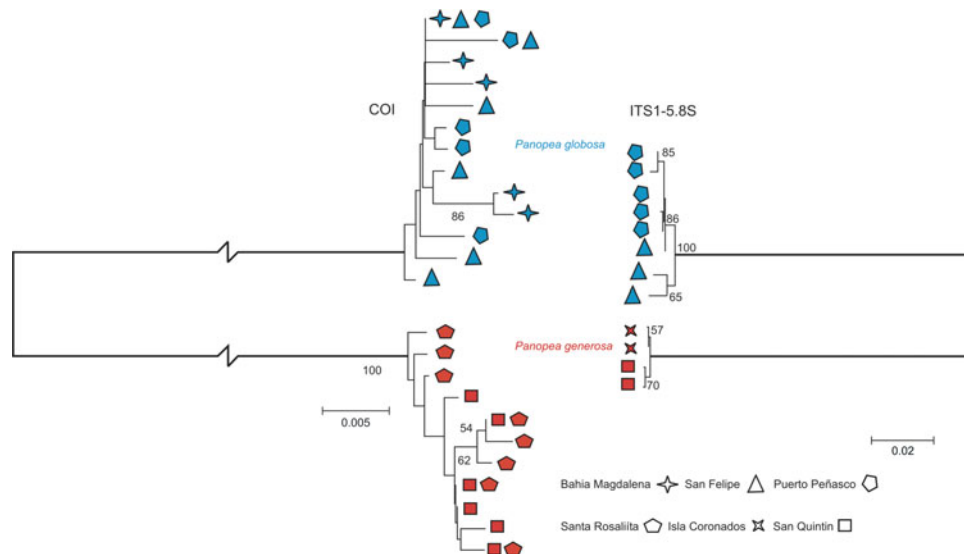 COI
ITS1-5.8S
85
Panopea globosa
86
86
100
65
57
Panopea generosa
100
70
0.005
54
0.02
62
Bahia Magdalena San Felipe Puerto Peñasco
Santa Rosaliita Isla Coronados San Quintín